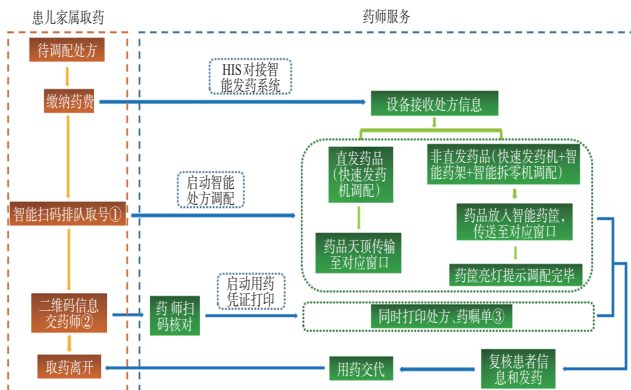 患儿家属取药
药师服务
待调配处方
缴纳药费
HIS对接智
能发药系统
设备接收处方信息
直发药品
(快速发药
机调配)
非直发药品(快速发药机+智
能药架+智能拆零机调配)
启动智能
处方调配
智能扫码排队取号①
药品放入智能药筐,
传送至对应窗口
药品天顶传输
至对应窗口
药筐亮灯提示调配完毕
启动用药
凭证打印
二维码信息
交药师②
药师扫
码核对
同时打印处方、药嘱单③
取药离开
用药交代
复核患者信
息和发药